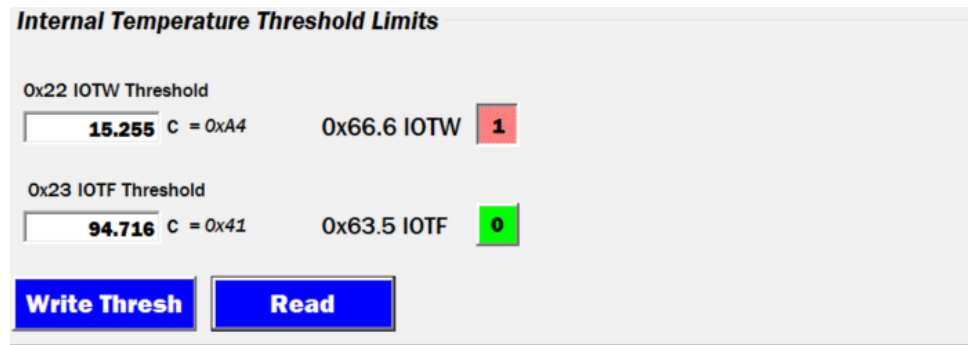 Internal Temperature Threshold Limits
0x22 IOTW Threshold
15.255 C = 0xA4 0x66.6 IOTW 1
0x23 IOTF Threshold
94.716 C = 0x41 0x63.5 IOTF 0
Write Thresh Read